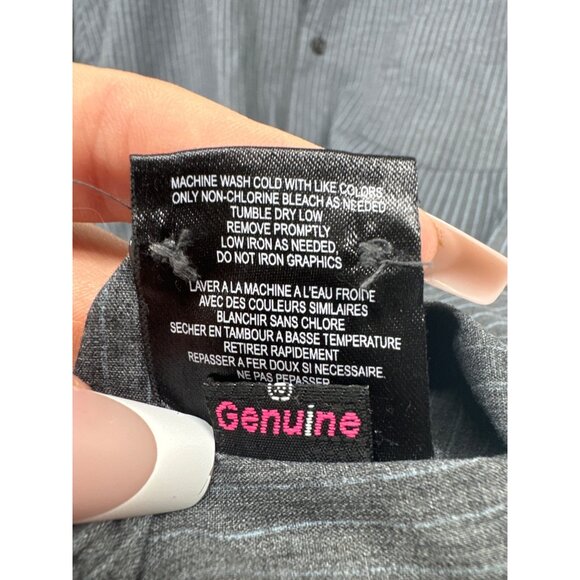 MACHINE WASH COLD WITH LIKE COLORS
ONLY NON-CHLORINE BLEACH AS NEEDED
TUMBLE DRY LOW
REMOVE PROMPTLY
LOW IRON AS NEEDED.
DO NOT IRON GRAPHICS
LAVER A LA MACHINE A L'EAU FROIDE
AVEC DES COULEURS SIMILAIRES
BLANCHIR SANS CHLORE
SECHER EN TAMBOUR A BASSE TEMPERATURE
RETIRER RAPIDEMENT
REPASSER A FER DOUX SI NECESSAIRE.
NE PAS REPASSER
Genuine